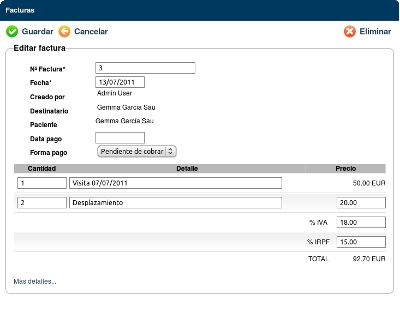 Facturas
Guardar Cancelar Eliminar
Editar factura
Nº Factura* 3
Fecha* 13/07/2011
Creado por Admin User
Destinatario Gemma García Sau
Paciente Gemma García Sau
Data pago
Forma pago Pendiente de cobrar
Cantidad Detalle Precio
1 Visita 07/07/2011 50.00 EUR
2 Desplazamiento 20.00
% IVA 18.00
% IRPF 15.00
TOTAL 92.70 EUR
Mas detalles...